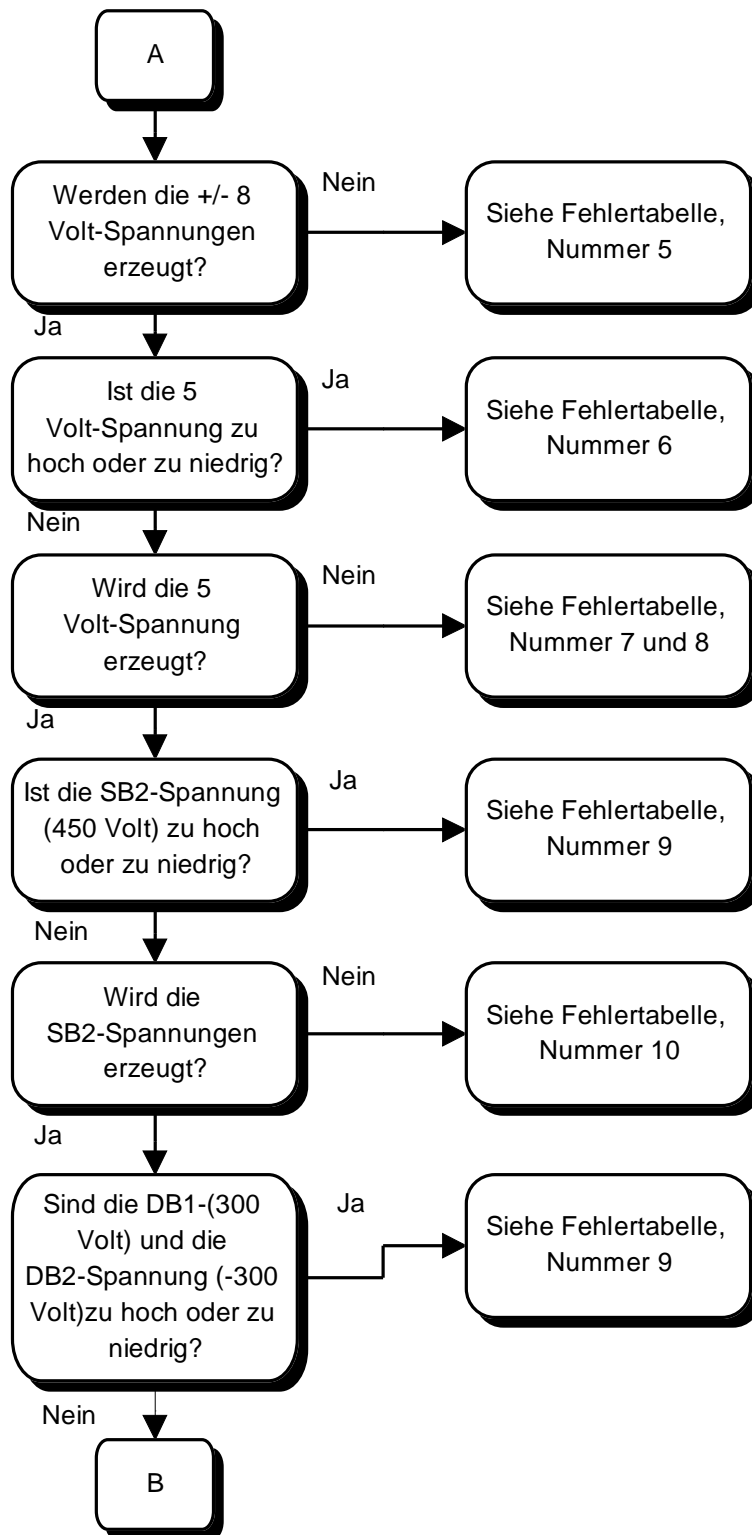 A
Werden die +/- 8
Volt-Spannungen
erzeugt?
Nein
Siehe Fehlertabelle,
Nummer 5
Ja
Ist die 5
Volt-Spannung zu
hoch oder zu niedrig?
Ja
Siehe Fehlertabelle,
Nummer 6
Nein
Wird die 5
Volt-Spannung
erzeugt?
Nein
Siehe Fehlertabelle,
Nummer 7 und 8
Ja
Ist die SB2-Spannung
(450 Volt) zu hoch
oder zu niedrig?
Ja
Siehe Fehlertabelle,
Nummer 9
Nein
Wird die
SB2-Spannungen
erzeugt?
Nein
Siehe Fehlertabelle,
Nummer 10
Ja
Sind die DB1-(300
Volt) und die
DB2-Spannung (-300
Volt)zu hoch oder zu
niedrig?
Ja
Siehe Fehlertabelle,
Nummer 9
Nein
B